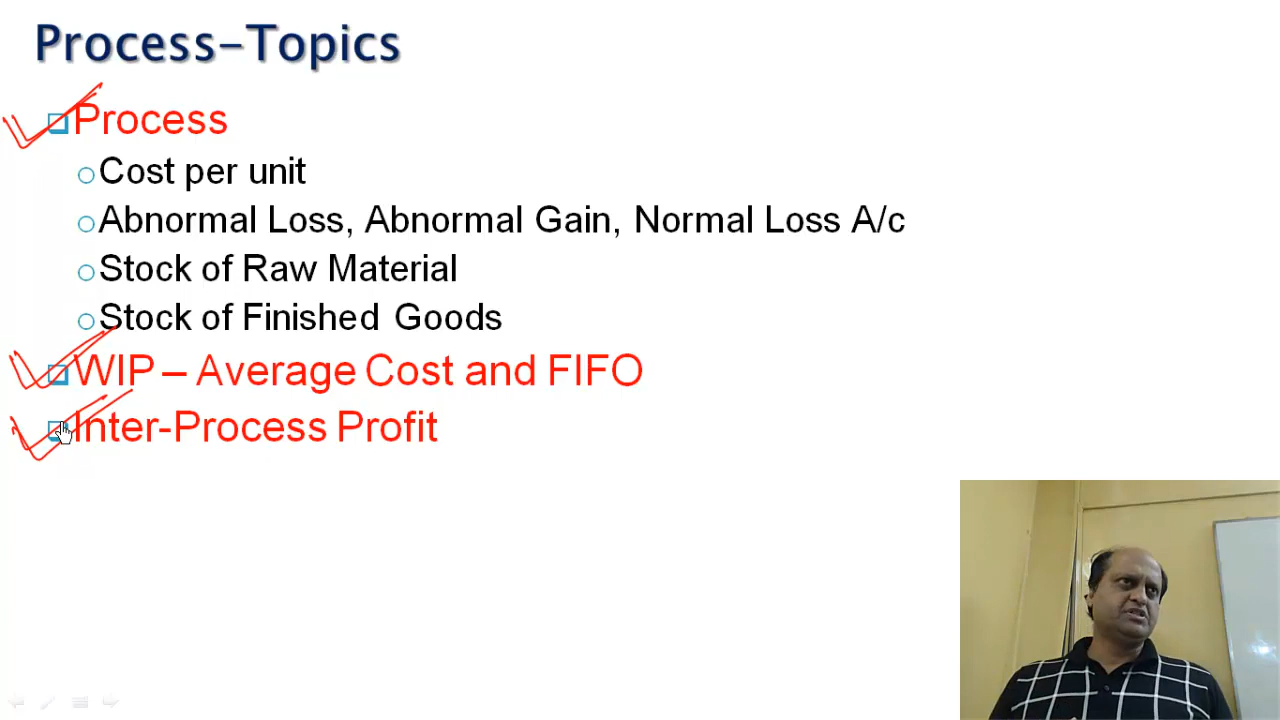 Process-Topics
Process
Cost per unit
Abnormal Loss, Abnormal Gain, Normal Loss A/c
Stock of Raw Material
Stock of Finished Goods
WIP – Average Cost and FIFO
Inter-Process Profit